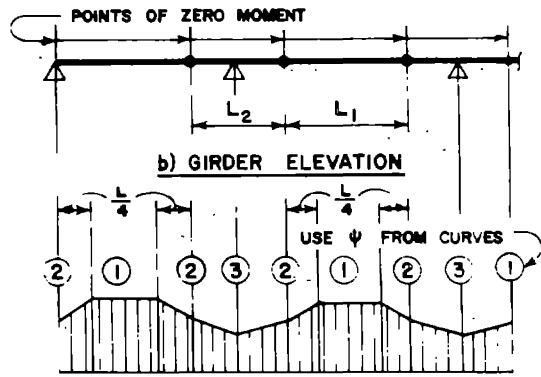 POINTS OF ZERO MOMENT
L2 L1
b) GIRDER ELEVATION
L/4 L/4
USE ψ FROM CURVES
2 1 2 3 2 1 2 3 1